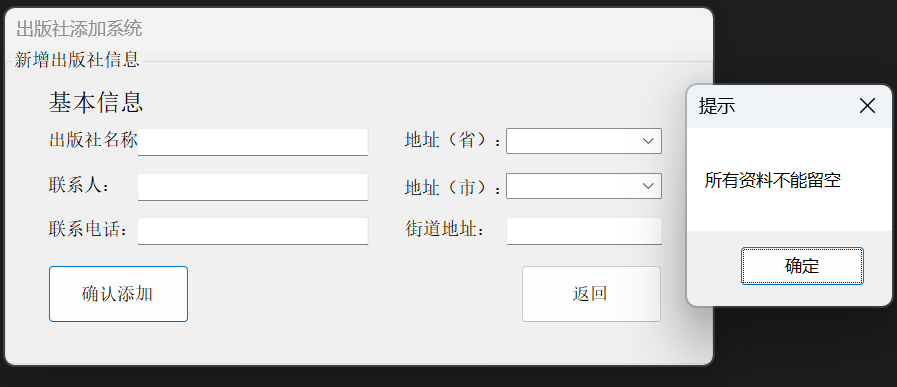 出版社添加系统
新增出版社信息
基本信息
出版社名称
地址（省）：
联系人：
地址（市）：
联系电话：
街道地址：
确认添加
返回
提示
所有资料不能留空
确定